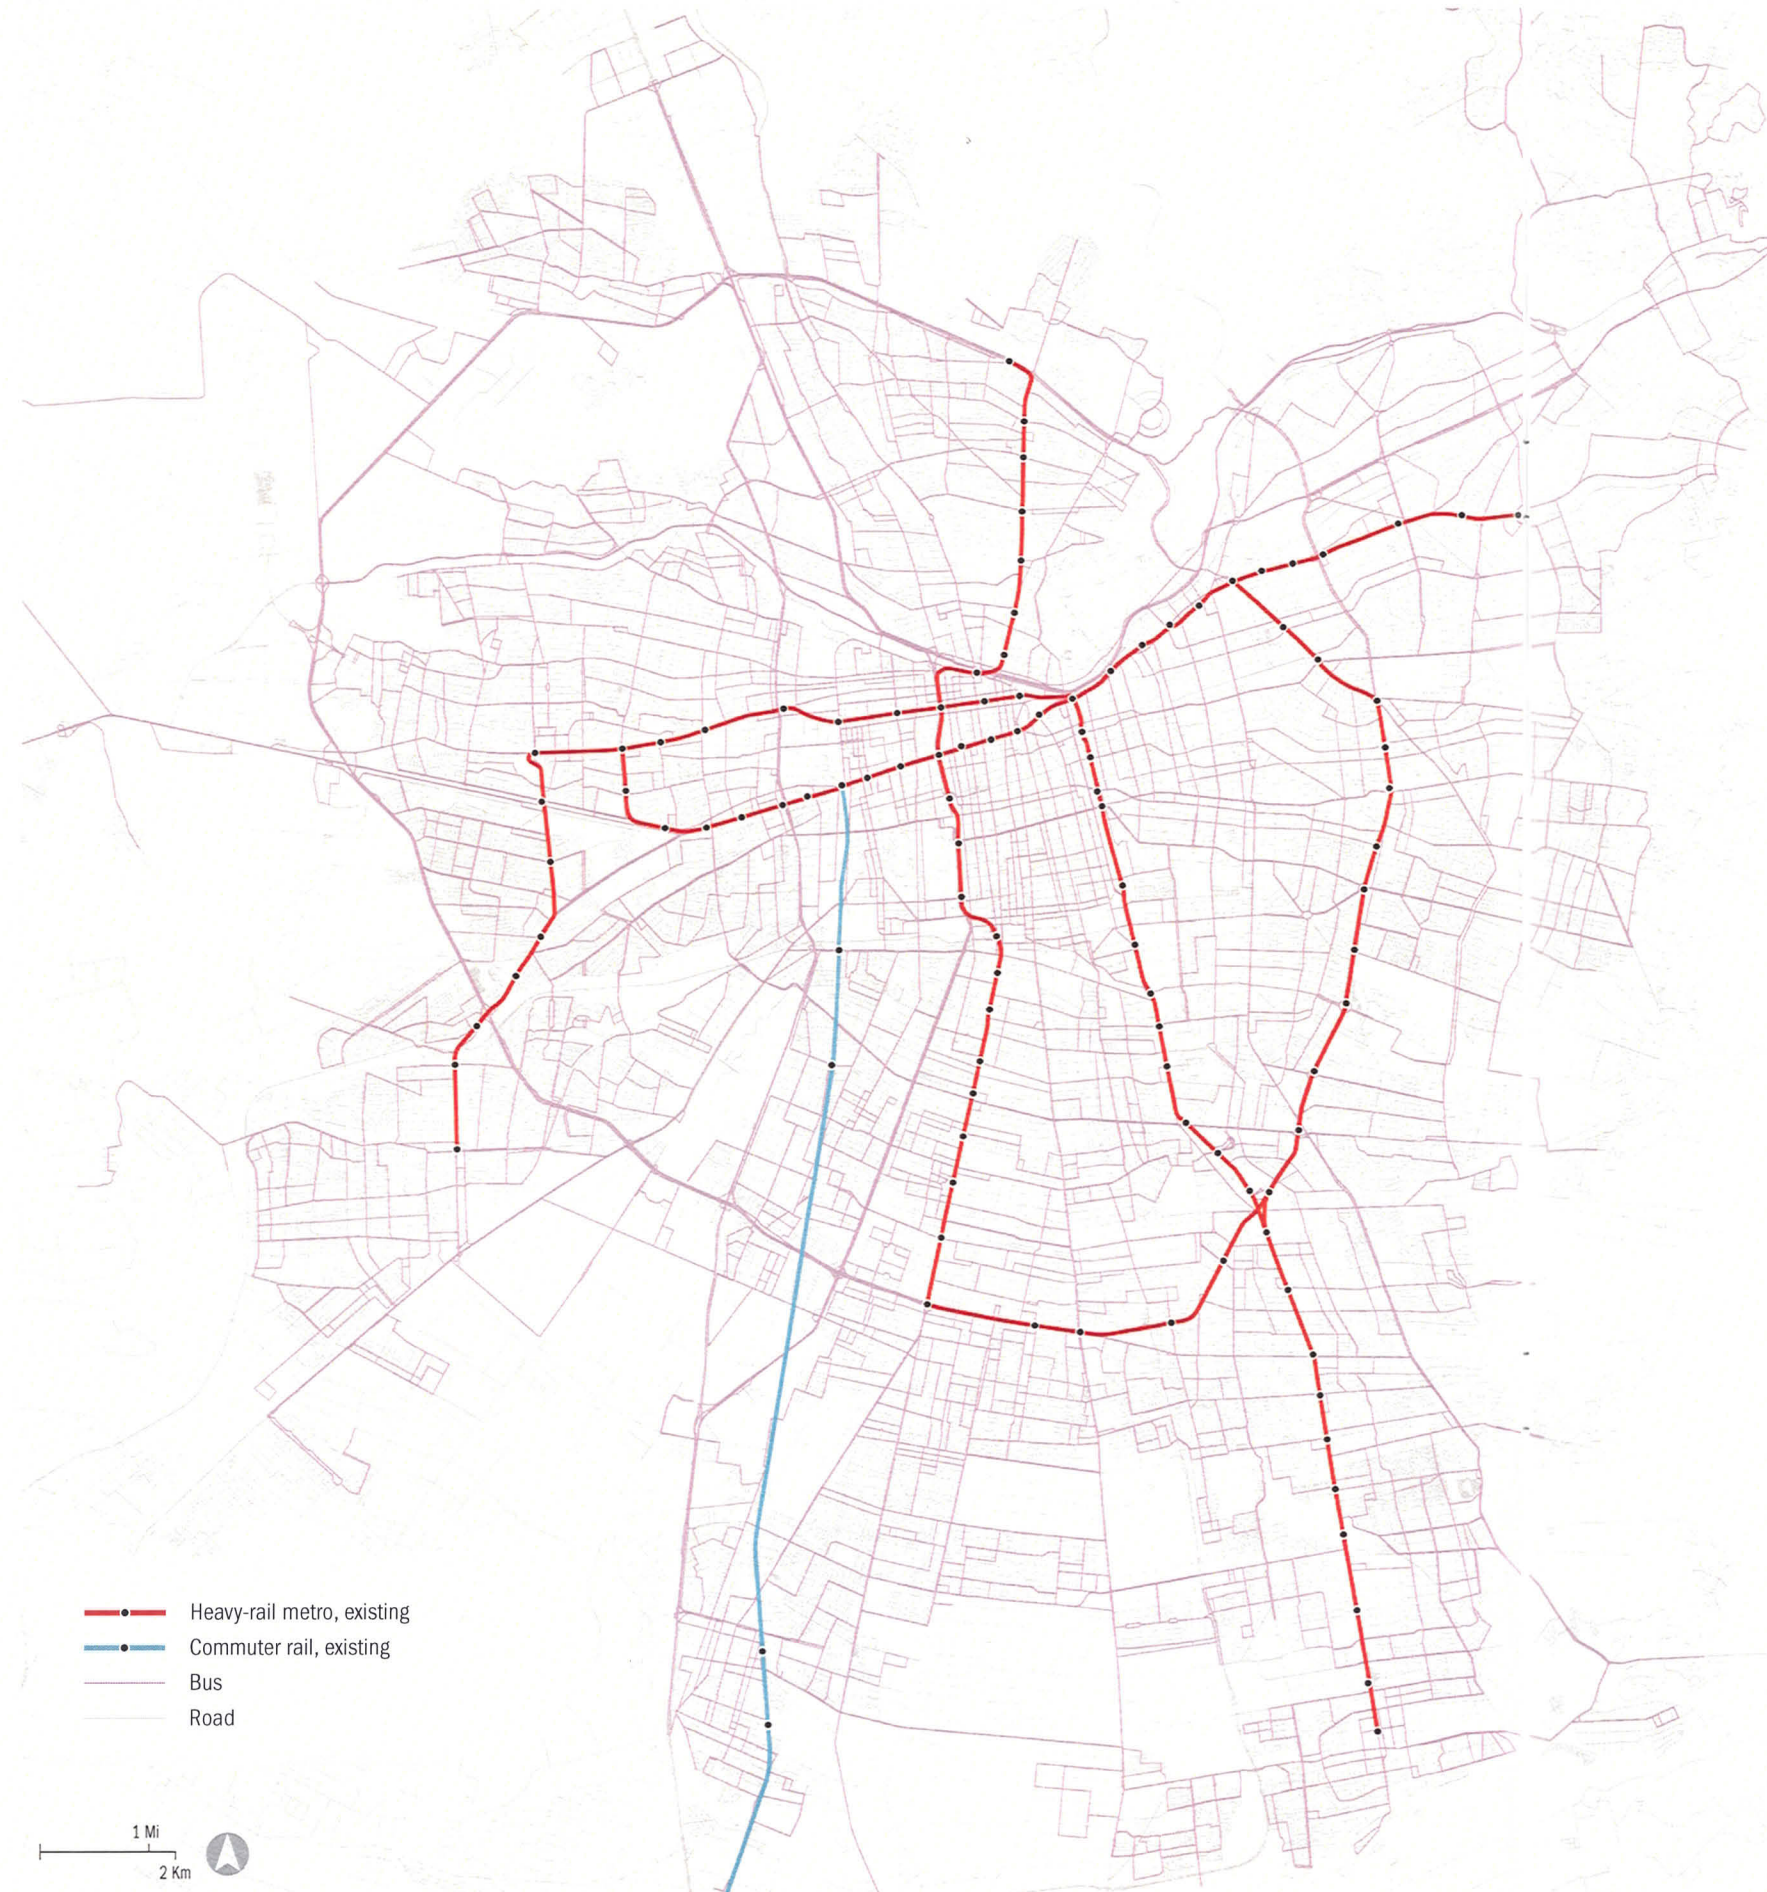 Heavy-rail metro, existing
Commuter rail, existing
Bus
Road
1 Mi
2 Km